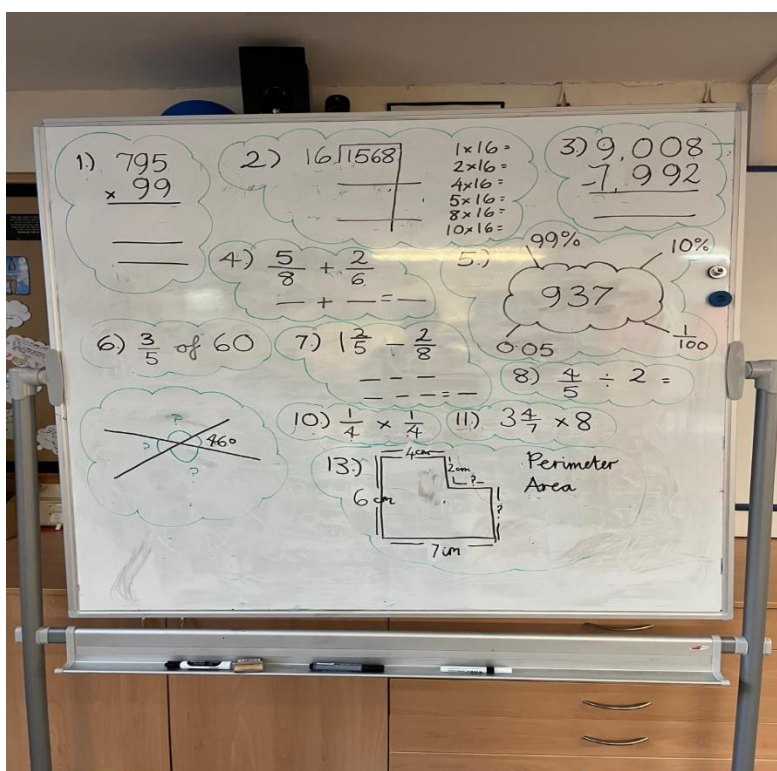 1.) 795
× 99
2) 16 1568
1×16=
2×16=
4×16=
5×16=
8×16=
10×16=
3) 9,008
-7,992
4) 5/8 + 2/6
— + — = —
5.) 99%
10%
937
0.05
1/100
6) 3/5 of 60
7) 1 2/5 - 2/8
— — —
— — — = —
8) 4/5 ÷ 2 =
?
? 46°
?
10.) 1/4 × 1/4
11.) 3 4/7 × 8
13.) 4cm
2cm
?
6cm
?
7cm
Perimeter
Area